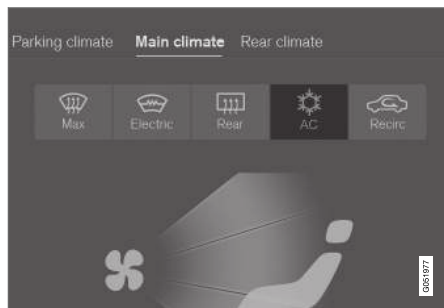 Parking climate Main climate Rear climate
Max Electric Rear AC Recirc
G051977